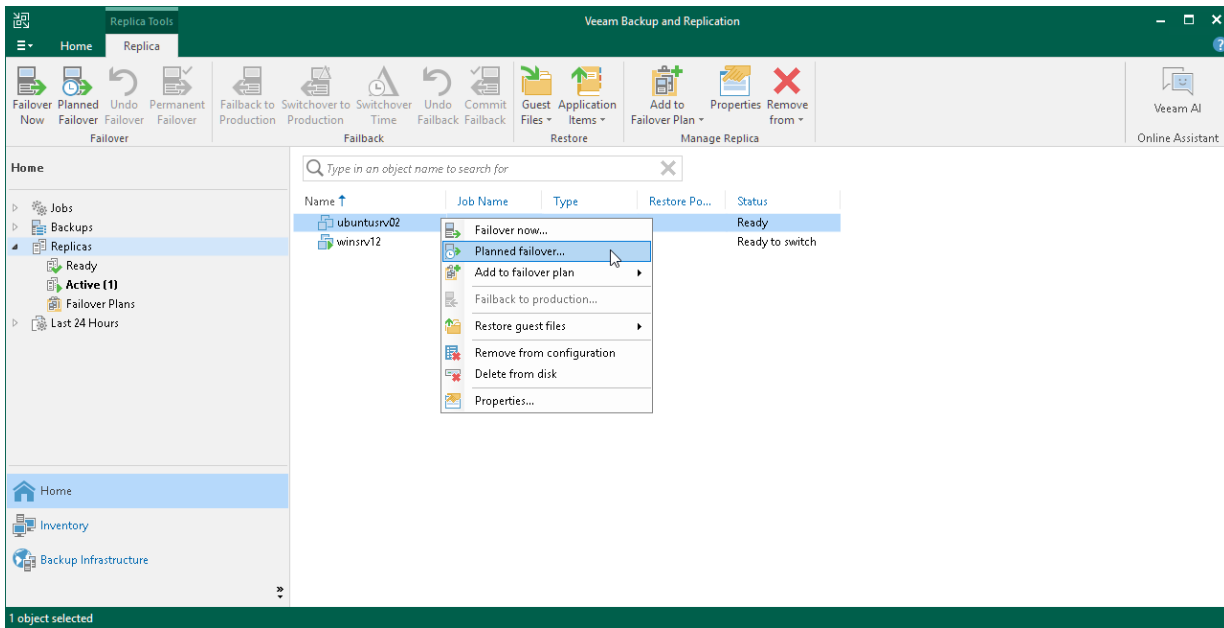 Replica Tools
Veeam Backup and Replication
Home Replica
Failover Now
Planned Failover
Undo Failover
Permanent Failover
Failover
Failback to Production
Switchover to Production
Switchover Time
Undo Failback
Commit Failback
Failback
Guest Files
Application Items
Restore
Add to Failover Plan
Properties
Remove from
Manage Replica
Veeam AI
Online Assistant
Home
Type in an object name to search for
Jobs
Backups
Replicas
Ready
Active (1)
Failover Plans
Last 24 Hours
Name Job Name Type Restore Po... Status
ubuntusrv02 Ready
winsrv12 Ready to switch
Failover now...
Planned failover...
Add to failover plan
Failback to production...
Restore guest files
Remove from configuration
Delete from disk
Properties...
Home
Inventory
Backup Infrastructure
1 object selected